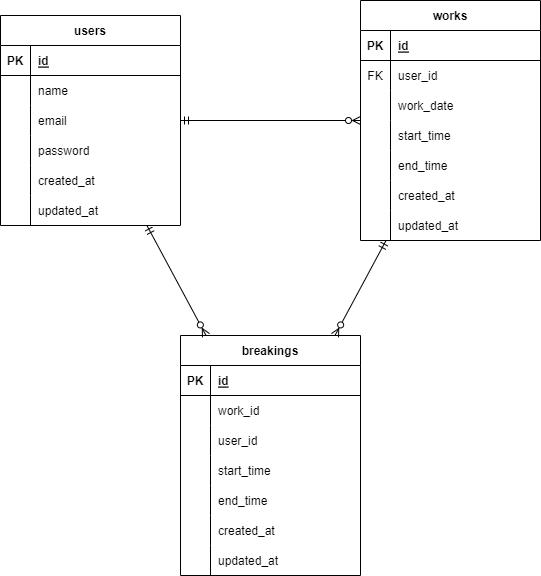 users
PK id
name
email
password
created_at
updated_at
works
PK id
FK user_id
work_date
start_time
end_time
created_at
updated_at
breakings
PK id
work_id
user_id
start_time
end_time
created_at
updated_at